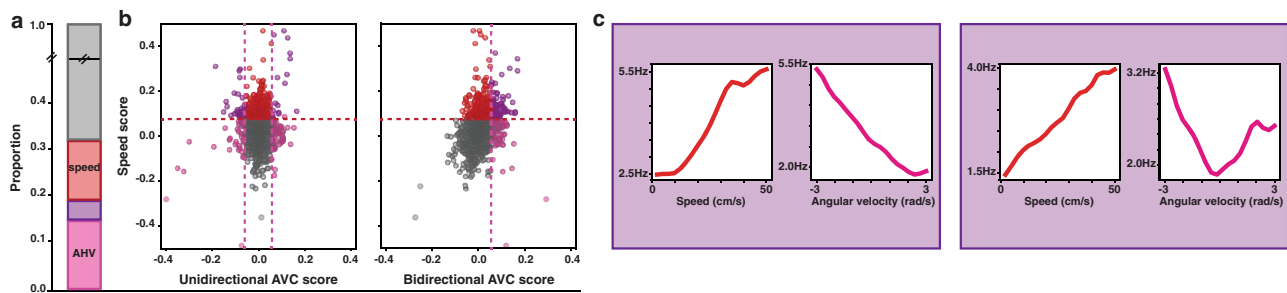 a
1.0
0.4
0.3
0.2
0.1
0.0
Proportion
speed
AHV
b
Speed score
0.4
0.2
0.0
-0.2
-0.4
-0.4 -0.2 0.0 0.2 0.4
Unidirectional AVC score
-0.4 -0.2 0.0 0.2 0.4
Bidirectional AVC score
c
5.5Hz
2.5Hz
0 50
Speed (cm/s)
5.5Hz
2.0Hz
-3 3
Angular velocity (rad/s)
4.0Hz
1.5Hz
0 50
Speed (cm/s)
3.2Hz
2.0Hz
-3 3
Angular velocity (rad/s)